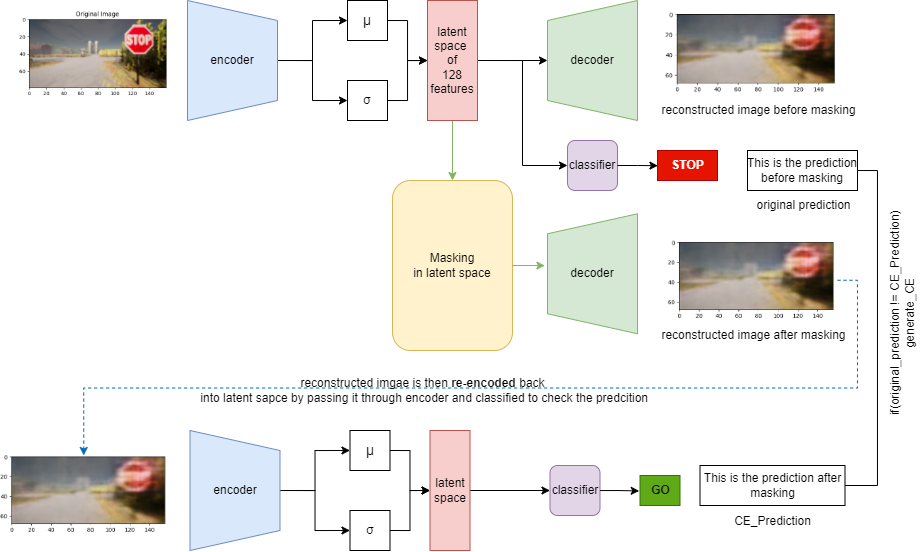 Original Image
STOP
0
20
40
60
0 20 40 60 80 100 120 140
encoder
μ
σ
latent
space
of
128
features
decoder
0
20
40
60
0 20 40 60 80 100 120 140
reconstructed image before masking
classifier
STOP
This is the prediction
before masking
original prediction
Masking
in latent space
decoder
0
20
40
60
0 20 40 60 80 100 120 140
reconstructed image after masking
if(original_prediction != CE_Prediction)
generate_CE
reconstructed imgae is then re-encoded back
into latent sapce by passing it through encoder and classified to check the predcition
0
20
40
60
0 20 40 60 80 100 120 140
encoder
μ
σ
latent
space
classifier
GO
This is the prediction after
masking
CE_Prediction